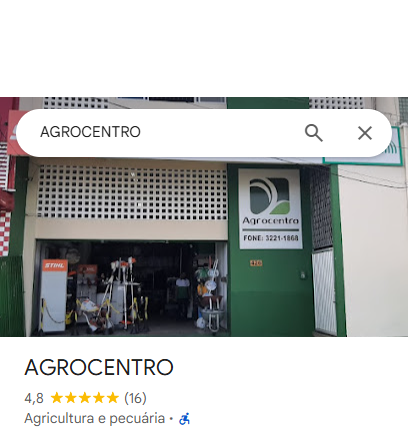 AGROCENTRO
Agrocentro
FONE: 3221-1868
STIHL
AGROCENTRO
4,8 (16)
Agricultura e pecuária ·